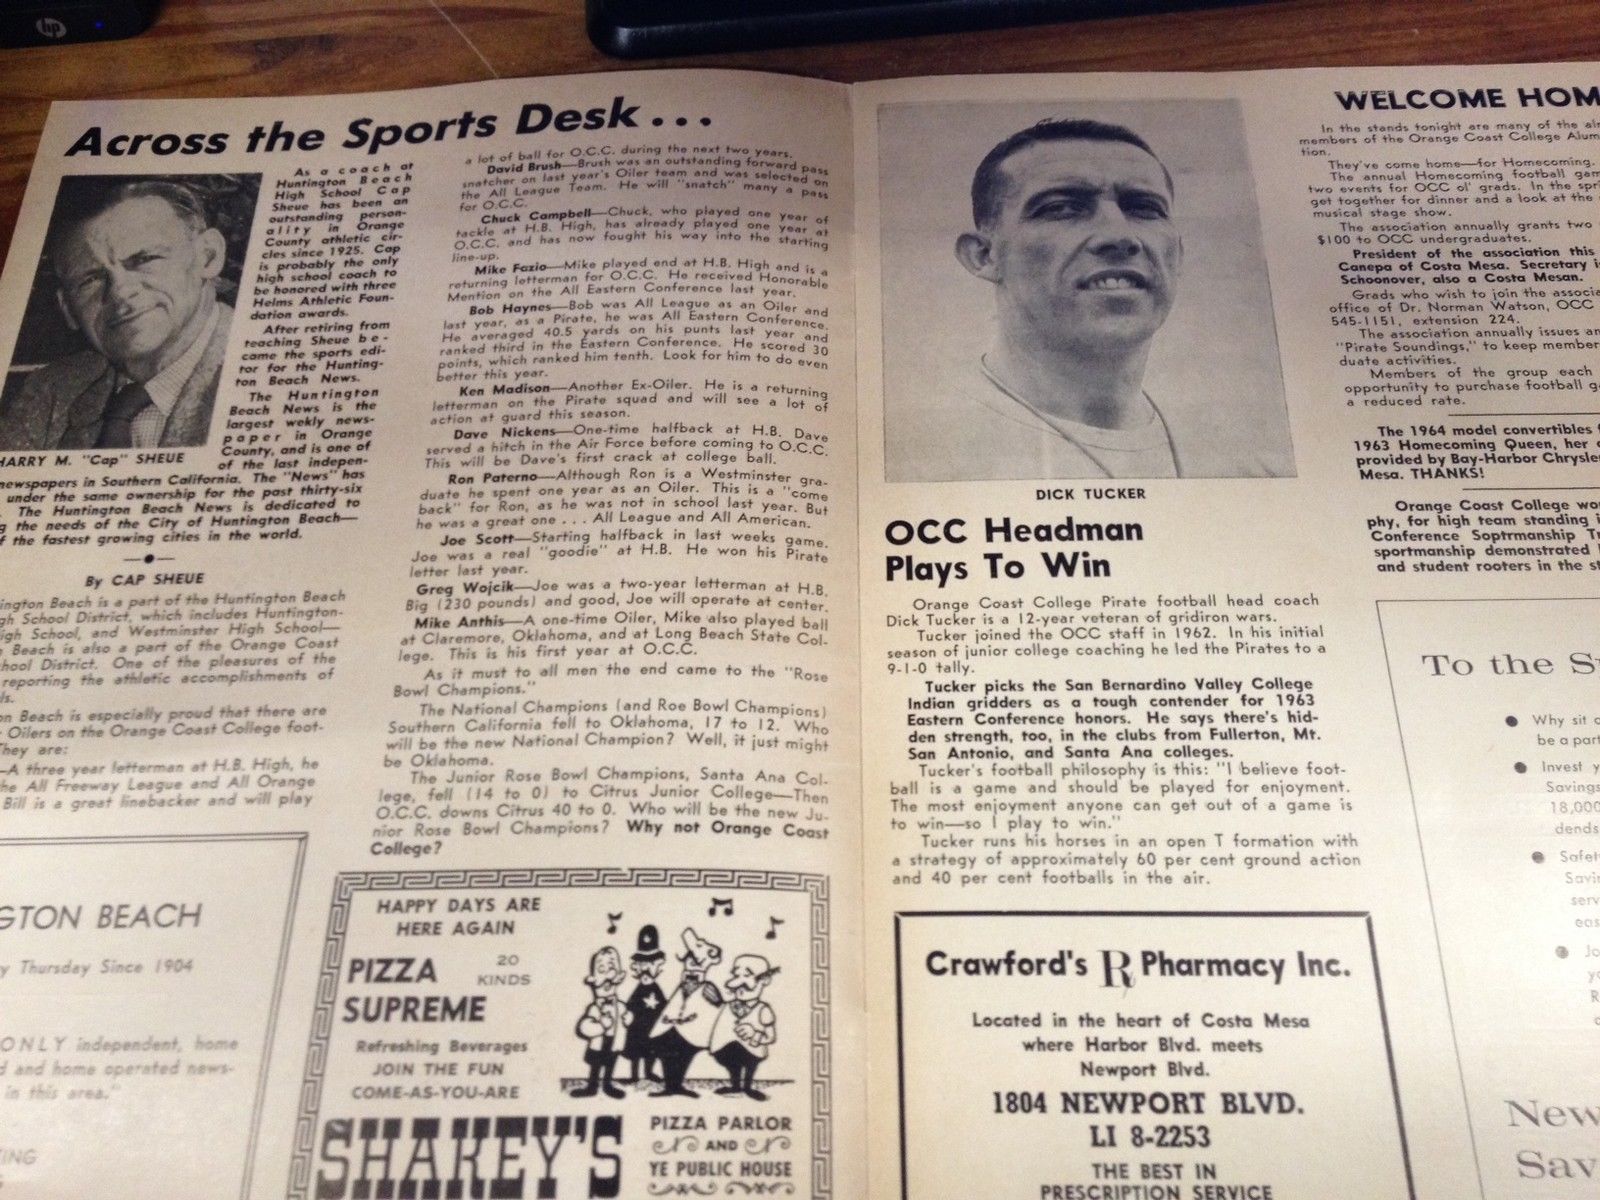 hp
Across the Sports Desk...
As a coach at
Huntington Beach
High School Cap
Sheue has been an
outstanding person-
ality in Orange
County athletic cir-
cles since 1925. Cap
is probably the only
high school coach to
be honored with three
Helms Athletic Foun-
dation awards.
After retiring from
teaching Sheue be-
came the sports edi-
tor for the Hunting-
ton Beach News.
The Huntington
Beach News is the
largest wekly news-
paper in Orange
County, and is one of
HARRY M. "Cap" SHEUE
of the last indepen-
newspapers in Southern California. The "News" has
under the same ownership for the past thirty-six
. The Huntington Beach News is dedicated to
g the needs of the City of Huntington Beach—
f the fastest growing cities in the world.
By CAP SHEUE
ington Beach is a part of the Huntington Beach
gh School District, which includes Huntington-
igh School, and Westminster High School—
Beach is also a part of the Orange Coast
hool District. One of the pleasures of the
reporting the athletic accomplishments of
ls.
on Beach is especially proud that there are
Oilers on the Orange Coast College foot-
They are:
—A three year letterman at H.B. High, he
he All Freeway League and All Orange
Bill is a great linebacker and will play
GTON BEACH
y Thursday Since 1904
ONLY independent, home
d and home operated news-
in this area."
ING
a lot of ball for O.C.C. during the next two years.
David Brush—Brush was an outstanding forward pass
snatcher on last year's Oiler team and was selected on
the All League Team. He will "snatch" many a pass
for O.C.C.
Chuck Campbell—Chuck, who played one year of
tackle at H.B. High, has already played one year at
O.C.C. and has now fought his way into the starting
line-up.
Mike Fazio—Mike played end at H.B. High and is a
returning letterman for O.C.C. He received Honorable
Mention on the All Eastern Conference last year.
Bob Haynes—Bob was All League as an Oiler and
last year, as a Pirate, he was All Eastern Conference.
He averaged 40.5 yards on his punts last year and
ranked third in the Eastern Conference. He scored 30
points, which ranked him tenth. Look for him to do even
better this year.
Ken Madison—Another Ex-Oiler. He is a returning
letterman on the Pirate squad and will see a lot of
action at guard this season.
Dave Nickens—One-time halfback at H.B. Dave
served a hitch in the Air Force before coming to O.C.C.
This will be Dave's first crack at college ball.
Ron Paterno—Although Ron is a Westminster gra-
duate he spent one year as an Oiler. This is a "come
back" for Ron, as he was not in school last year. But
he was a great one . . . All League and All American.
Joe Scott—Starting halfback in last weeks game.
Joe was a real "goodie" at H.B. He won his Pirate
letter last year.
Greg Wojcik—Joe was a two-year letterman at H.B.
Big (230 pounds) and good, Joe will operate at center.
Mike Anthis—A one-time Oiler, Mike also played ball
at Claremore, Oklahoma, and at Long Beach State Col-
lege. This is his first year at O.C.C.
As it must to all men the end came to the "Rose
Bowl Champions."
The National Champions (and Roe Bowl Champions)
Southern California fell to Oklahoma, 17 to 12. Who
will be the new National Champion? Well, it just might
be Oklahoma.
The Junior Rose Bowl Champions, Santa Ana Col-
lege, fell (14 to 0) to Citrus Junior College—Then
O.C.C. downs Citrus 40 to 0. Who will be the new Ju-
nior Rose Bowl Champions? Why not Orange Coast
College?
HAPPY DAYS ARE
HERE AGAIN
PIZZA 20
SUPREME KINDS
Refreshing Beverages
JOIN THE FUN
COME-AS-YOU-ARE
SHAKEY'S
PIZZA PARLOR
AND
YE PUBLIC HOUSE
DICK TUCKER
OCC Headman
Plays To Win
Orange Coast College Pirate football head coach
Dick Tucker is a 12-year veteran of gridiron wars.
Tucker joined the OCC staff in 1962. In his initial
season of junior college coaching he led the Pirates to a
9-1-0 tally.
Tucker picks the San Bernardino Valley College
Indian gridders as a tough contender for 1963
Eastern Conference honors. He says there's hid-
den strength, too, in the clubs from Fullerton, Mt.
San Antonio, and Santa Ana colleges.
Tucker's football philosophy is this: "I believe foot-
ball is a game and should be played for enjoyment.
The most enjoyment anyone can get out of a game is
to win—so I play to win."
Tucker runs his horses in an open T formation with
a strategy of approximately 60 per cent ground action
and 40 per cent footballs in the air.
Crawford's Rx Pharmacy Inc.
Located in the heart of Costa Mesa
where Harbor Blvd. meets
Newport Blvd.
1804 NEWPORT BLVD.
LI 8-2253
THE BEST IN
PRESCRIPTION SERVICE
WELCOME HOM
In the stands tonight are many of the
members of the Orange Coast College Alum
tion.
They've come home—for Homecoming.
The annual Homecoming football gam
two events for OCC ol' grads. In the spri
get together for dinner and a look at the
musical stage show.
The association annually grants two
$100 to OCC undergraduates.
President of the association this
Canepa of Costa Mesa. Secretary i
Schoonover, also a Costa Mesan.
Grads who wish to join the associa
office of Dr. Norman Watson, OCC
545-1151, extension 224.
The association annually issues an
"Pirate Soundings," to keep member
duate activities.
Members of the group each
opportunity to purchase football g
a reduced rate.
The 1964 model convertibles f
1963 Homecoming Queen, her
provided by Bay-Harbor Chrysler
Mesa. THANKS!
Orange Coast College wo
phy, for high team standing i
Conference Soptrmanship Tr
sportmanship demonstrated
and student rooters in the st
To the S
Why sit
be a part
Invest y
Savings
18,000
dends
Safet
Savi
serv
eas
Jo
yo
R
New
Sav